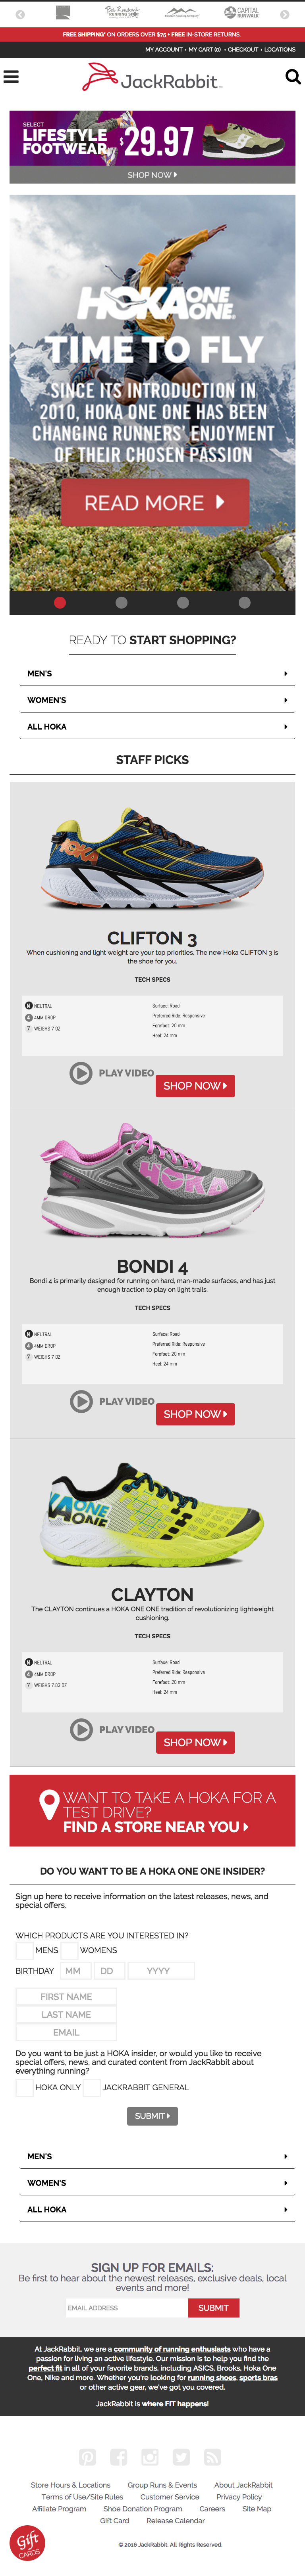 CAPITAL
RUNWALK
FREE SHIPPING* ON ORDERS OVER $75 • FREE IN-STORE RETURNS.
MY ACCOUNT • MY CART (0) • CHECKOUT • LOCATIONS
JackRabbit
SELECT
LIFESTYLE
FOOTWEAR
$29.97
SHOP NOW
HOKA ONE ONE
TIME TO FLY
SINCE ITS INTRODUCTION IN
2010, HOKA ONE ONE HAS BEEN
CHANGING RUNNERS' ENJOYMENT
OF THEIR CHOSEN PASSION
READ MORE
READY TO START SHOPPING?
MEN'S
WOMEN'S
ALL HOKA
STAFF PICKS
CLIFTON 3
When cushioning and light weight are your top priorities. The new Hoka CLIFTON 3 is
the shoe for you.
TECH SPECS
N NEUTRAL
4 4MM DROP
7 WEIGHS 7 OZ
Surface: Road
Preferred Ride: Responsive
Forefoot: 20 mm
Heel: 24 mm
PLAY VIDEO
SHOP NOW
HOKA
BONDI 4
Bondi 4 is primarily designed for running on hard, man-made surfaces, and has just
enough traction to play on light trails.
TECH SPECS
N NEUTRAL
4 4MM DROP
7 WEIGHS 7 OZ
Surface: Road
Preferred Ride: Responsive
Forefoot: 20 mm
Heel: 24 mm
PLAY VIDEO
SHOP NOW
CLAYTON
The CLAYTON continues a HOKA ONE ONE tradition of revolutionizing lightweight
cushioning.
TECH SPECS
N NEUTRAL
4 4MM DROP
7 WEIGHS 7.03 OZ
Surface: Road
Preferred Ride: Responsive
Forefoot: 20 mm
Heel: 24 mm
PLAY VIDEO
SHOP NOW
WANT TO TAKE A HOKA FOR A
TEST DRIVE?
FIND A STORE NEAR YOU
DO YOU WANT TO BE A HOKA ONE ONE INSIDER?
Sign up here to receive information on the latest releases, news, and
special offers.
WHICH PRODUCTS ARE YOU INTERESTED IN?
MENS WOMENS
BIRTHDAY MM DD YYYY
FIRST NAME
LAST NAME
EMAIL
Do you want to be just a HOKA insider, or would you like to receive
special offers, news, and curated content from JackRabbit about
everything running?
HOKA ONLY JACKRABBIT GENERAL
SUBMIT
MEN'S
WOMEN'S
ALL HOKA
SIGN UP FOR EMAILS:
Be first to hear about the newest releases, exclusive deals, local
events and more!
EMAIL ADDRESS SUBMIT
At JackRabbit, we are a community of running enthusiasts who have a
passion for living an active lifestyle. Our mission is to help you find the
perfect fit in all of your favorite brands, including ASICS, Brooks, Hoka One
One, Nike and more. Whether you're looking for running shoes, sports bras
or other active gear, we've got you covered.
JackRabbit is where FIT happens!
Store Hours & Locations Group Runs & Events About JackRabbit
Terms of Use/Site Rules Customer Service Privacy Policy
Affiliate Program Shoe Donation Program Careers Site Map
Gift Card Release Calendar
Gift
CARDS
© 2016 JackRabbit. All Rights Reserved.